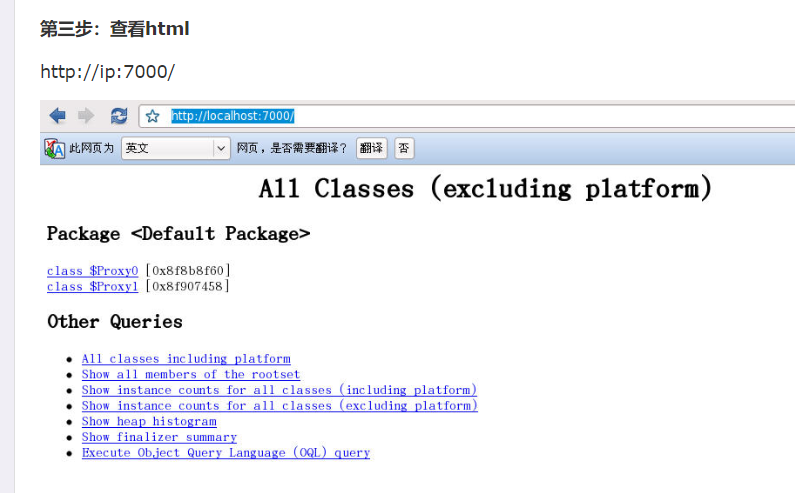 第三步：查看html
http://ip:7000/
http://localhost:7000/
此网页为 英文 网页，是否需要翻译？ 翻译 否
All Classes (excluding platform)
Package <Default Package>
class $Proxy0 [0x8f8b8f60]
class $Proxy1 [0x8f907458]
Other Queries
All classes including platform
Show all members of the rootset
Show instance counts for all classes (including platform)
Show instance counts for all classes (excluding platform)
Show heap histogram
Show finalizer summary
Execute Object Query Language (OQL) query